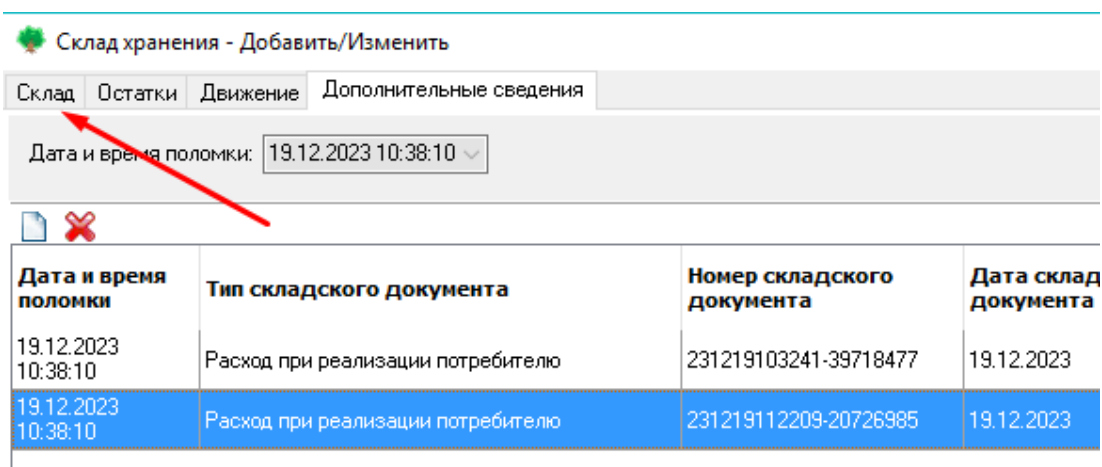 Склад хранения - Добавить/Изменить
Склад Остатки Движение Дополнительные сведения
Дата и время поломки: 19.12.2023 10:38:10
Дата и время поломки Тип складского документа Номер складского документа Дата склад документа
19.12.2023 10:38:10 Расход при реализации потребителю 231219103241-39718477 19.12.2023
19.12.2023 10:38:10 Расход при реализации потребителю 231219112209-20726985 19.12.2023